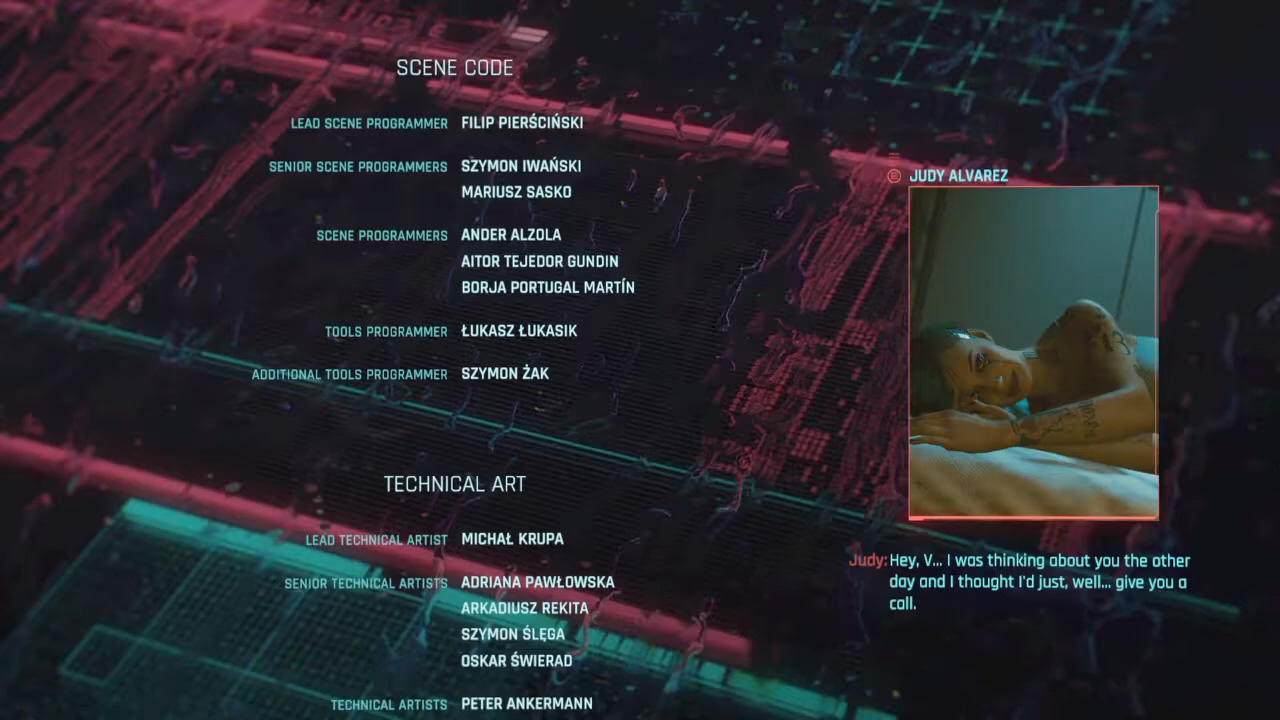 SCENE CODE
LEAD SCENE PROGRAMMER FILIP PIERŚCIŃSKI
SENIOR SCENE PROGRAMMERS SZYMON IWAŃSKI
MARIUSZ SASKO
SCENE PROGRAMMERS ANDER ALZOLA
AITOR TEJEDOR GUNDIN
BORJA PORTUGAL MARTÍN
TOOLS PROGRAMMER ŁUKASZ ŁUKASIK
ADDITIONAL TOOLS PROGRAMMER SZYMON ŻAK
TECHNICAL ART
LEAD TECHNICAL ARTIST MICHAŁ KRUPA
SENIOR TECHNICAL ARTISTS ADRIANA PAWŁOWSKA
ARKADIUSZ REKITA
SZYMON ŚLĘGA
OSKAR ŚWIERAD
TECHNICAL ARTISTS PETER ANKERMANN
JUDY ALVAREZ
Judy: Hey, V... I was thinking about you the other
day and I thought I'd just, well... give you a
call.